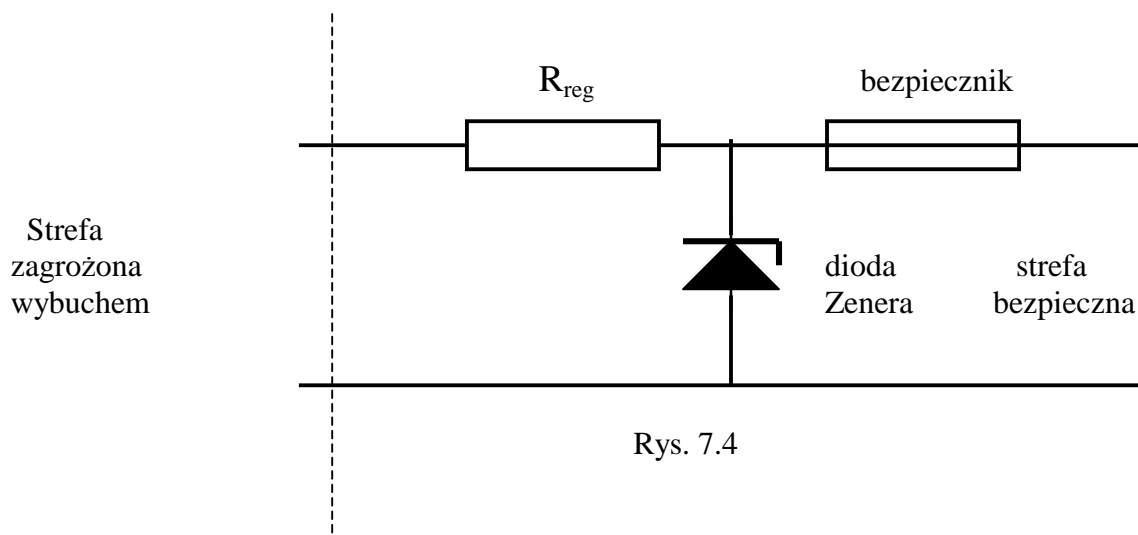 R_reg
bezpiecznik
Strefa
zagrożona
wybuchem
dioda
Zenera
strefa
bezpieczna
Rys. 7.4